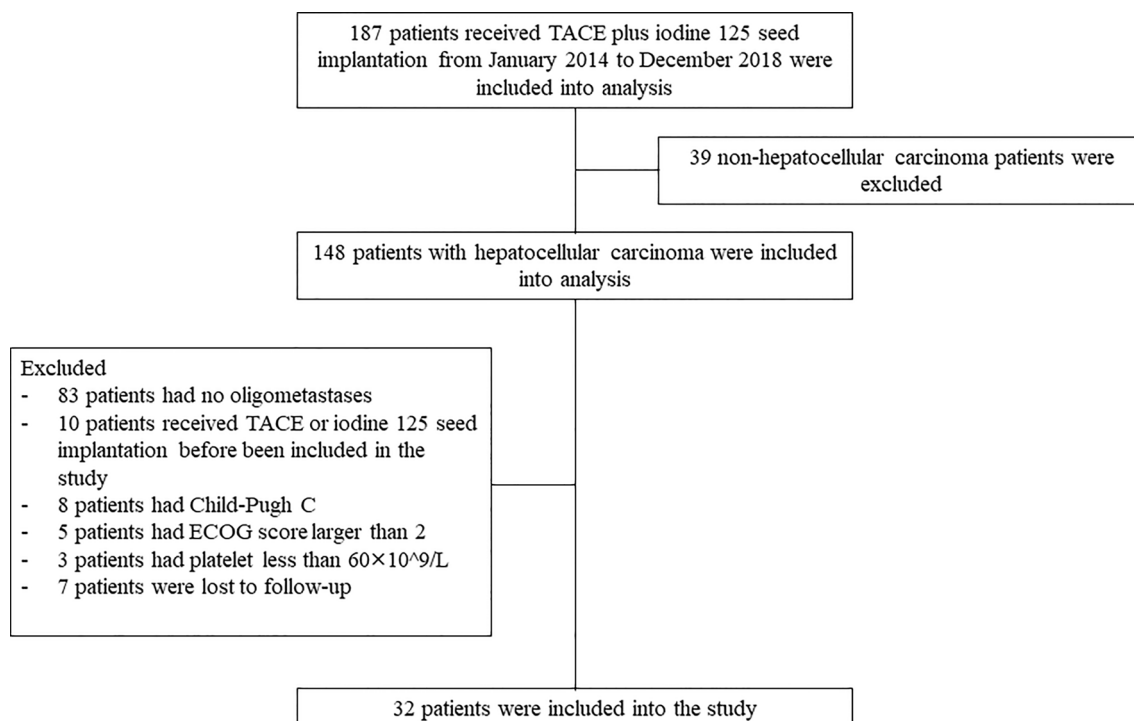 187 patients received TACE plus iodine 125 seed
implantation from January 2014 to December 2018 were
included into analysis
39 non-hepatocellular carcinoma patients were
excluded
148 patients with hepatocellular carcinoma were included
into analysis
Excluded
- 83 patients had no oligometastases
- 10 patients received TACE or iodine 125 seed
implantation before been included in the
study
- 8 patients had Child-Pugh C
- 5 patients had ECOG score larger than 2
- 3 patients had platelet less than 60×10^9/L
- 7 patients were lost to follow-up
32 patients were included into the study